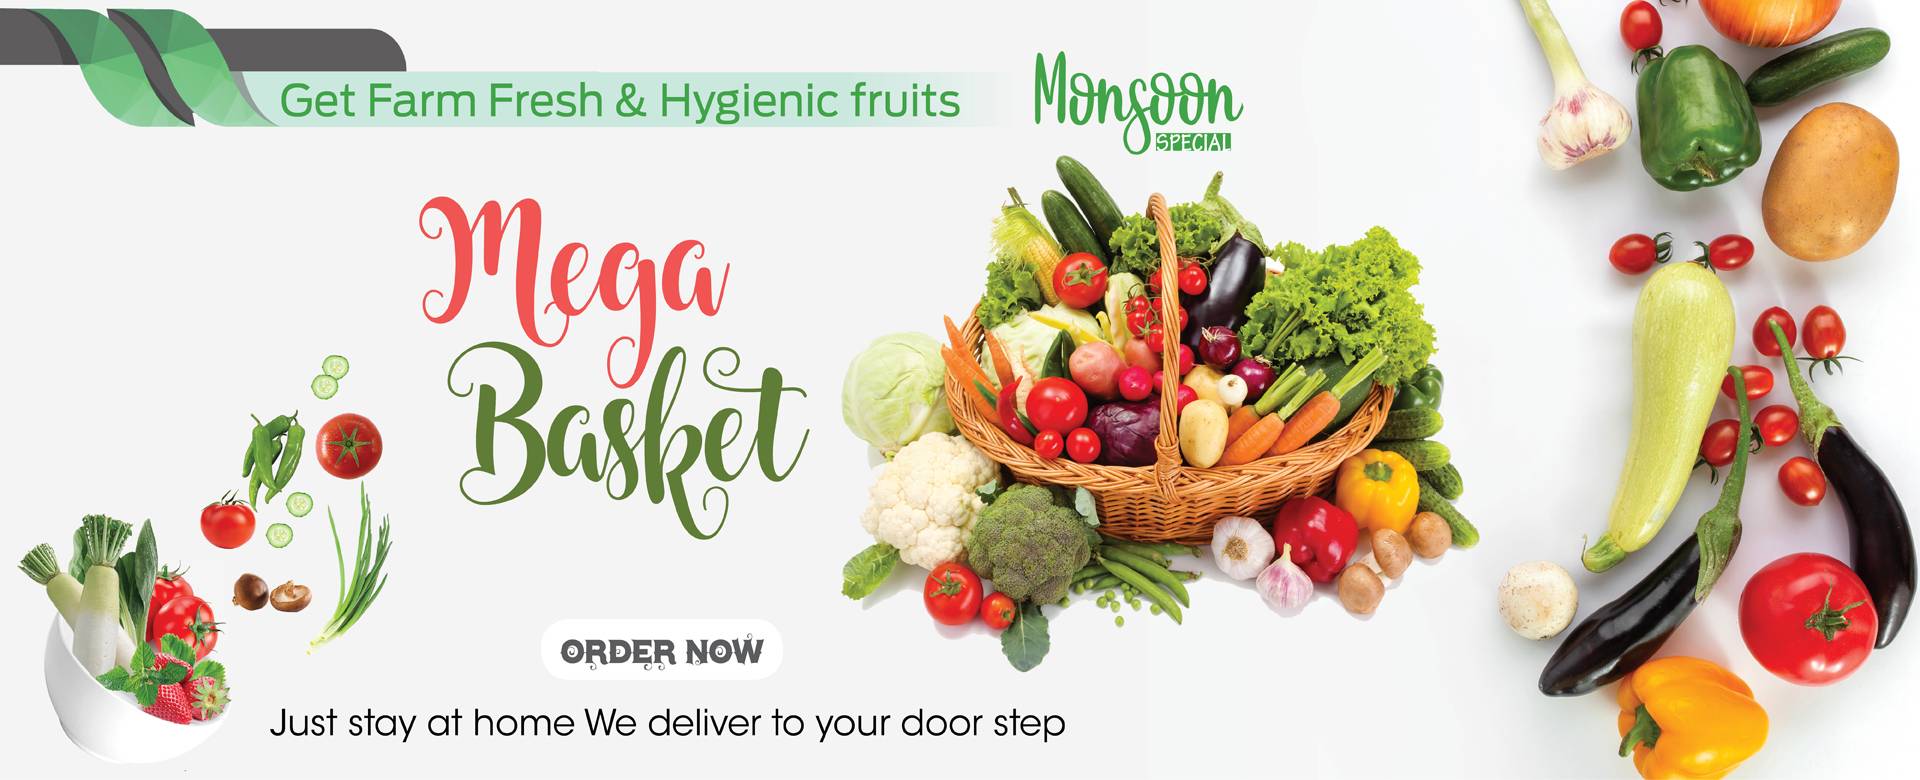 Get Farm Fresh & Hygienic fruits
Monsoon
SPECIAL
Mega
Basket
ORDER NOW
Just stay at home We deliver to your door step